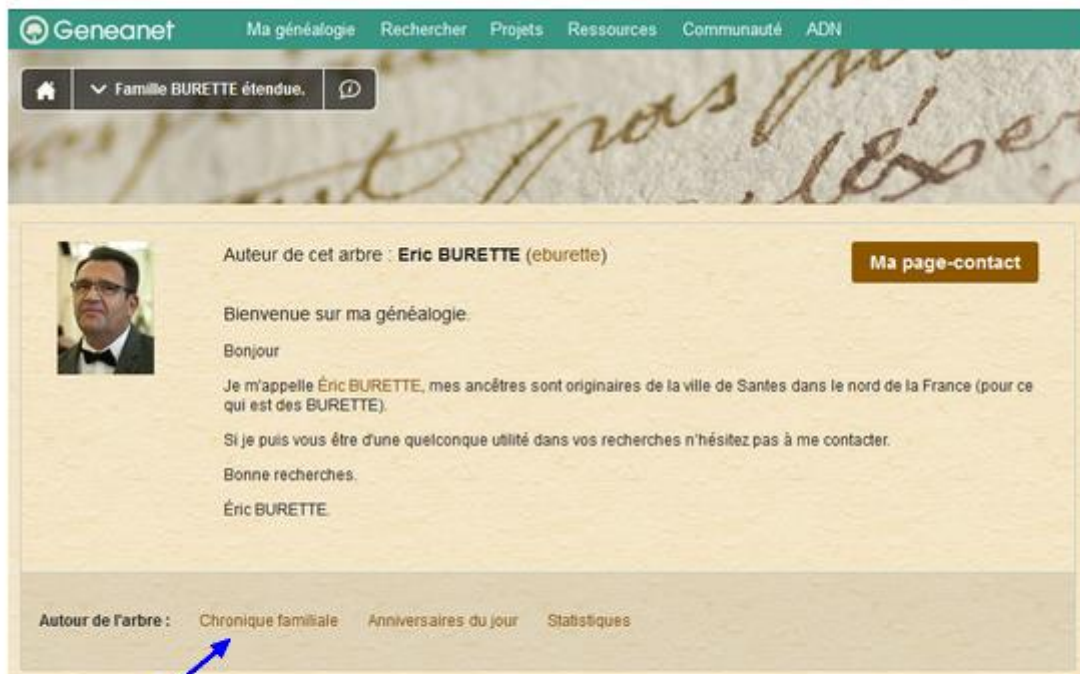 Geneanet Ma généalogie Rechercher Projets Ressources Communauté ADN
Famille BURETTE étendue.
pas
Auteur de cet arbre : Eric BURETTE (eburette)
Ma page-contact
Bienvenue sur ma généalogie.
Bonjour
Je m'appelle Éric BURETTE, mes ancêtres sont originaires de la ville de Santes dans le nord de la France (pour ce
qui est des BURETTE).
Si je puis vous être d'une quelconque utilité dans vos recherches n'hésitez pas à me contacter.
Bonne recherches.
Éric BURETTE.
Autour de l'arbre : Chronique familiale Anniversaires du jour Statistiques